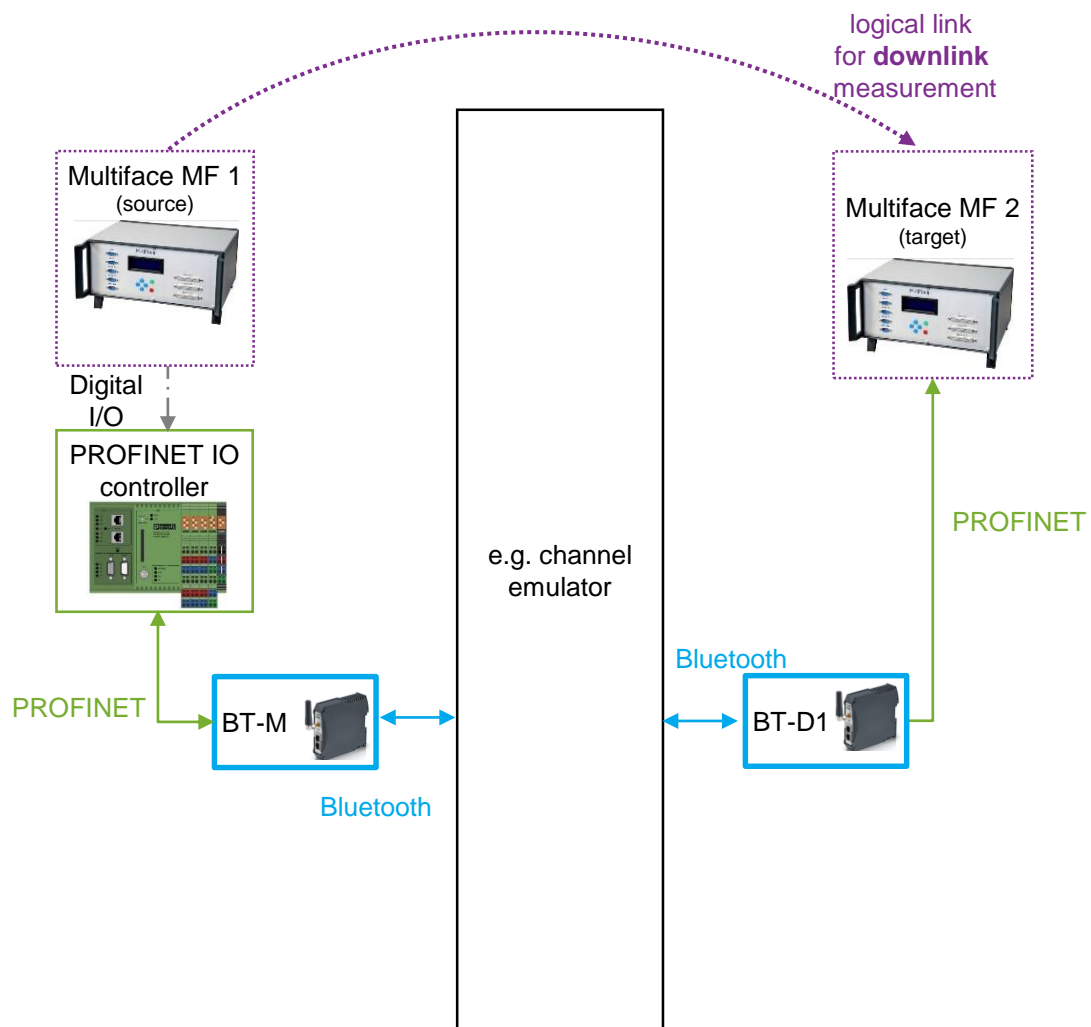 logical link
for downlink
measurement
Multiface MF 1
(source)
Multiface MF 2
(target)
Digital
I/O
PROFINET IO
controller
e.g. channel
emulator
PROFINET
Bluetooth
PROFINET
BT-M
BT-D1
Bluetooth